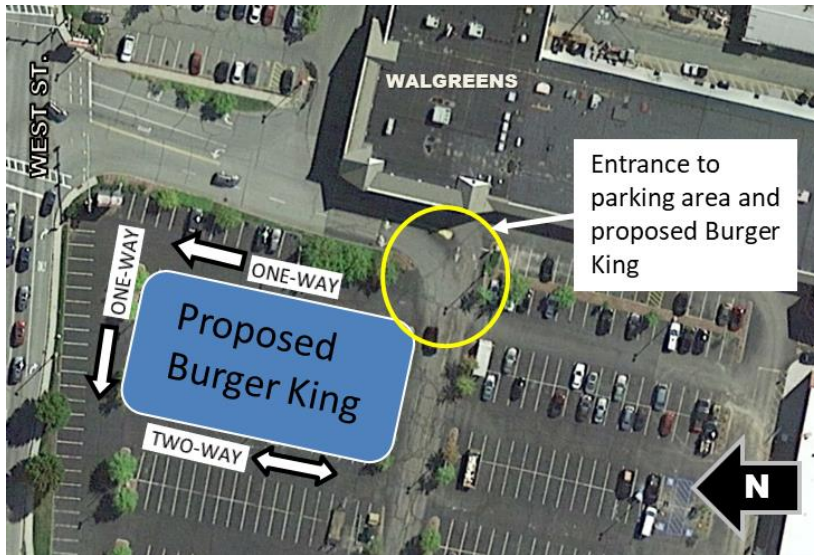 WEST ST.
WALGREENS
Entrance to
parking area and
proposed Burger
King
ONE-WAY
ONE-WAY
Proposed
Burger King
TWO-WAY
N